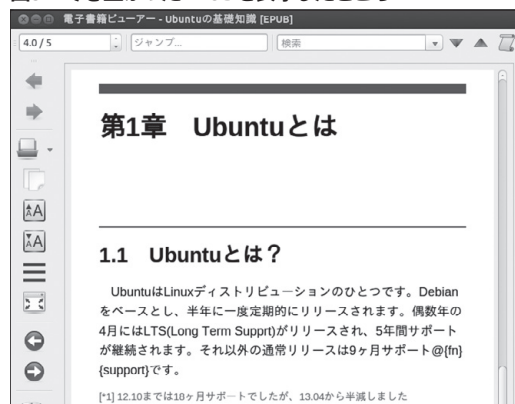 電子書籍ビューアー - Ubuntuの基礎知識 [EPUB]
4.0 / 5
ジャンプ...
検索
第1章 Ubuntuとは
1.1 Ubuntuとは？
UbuntuはLinuxディストリビューションのひとつです。Debian
をベースとし、半年に一度定期的にリリースされます。偶数年の
4月にはLTS(Long Term Supprt)がリリースされ、5年間サポート
が継続されます。それ以外の通常リリースは9ヶ月サポート@{fn}
{support}です。
[*1] 12.10までは18ヶ月サポートでしたが、13.04から半減しました